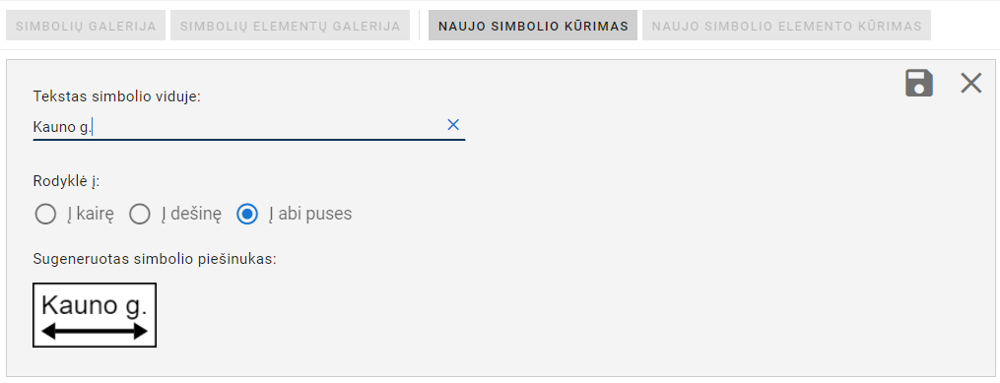 SIMBOLIŲ GALERIJA SIMBOLIŲ ELEMENTŲ GALERIJA NAUJO SIMBOLIO KŪRIMAS NAUJO SIMBOLIO ELEMENTO KŪRIMAS
Tekstas simbolio viduje:
Kauno g.
Rodyklė į:
Į kairę Į dešinę Į abi puses
Sugeneruotas simbolio piešinukas:
Kauno g.